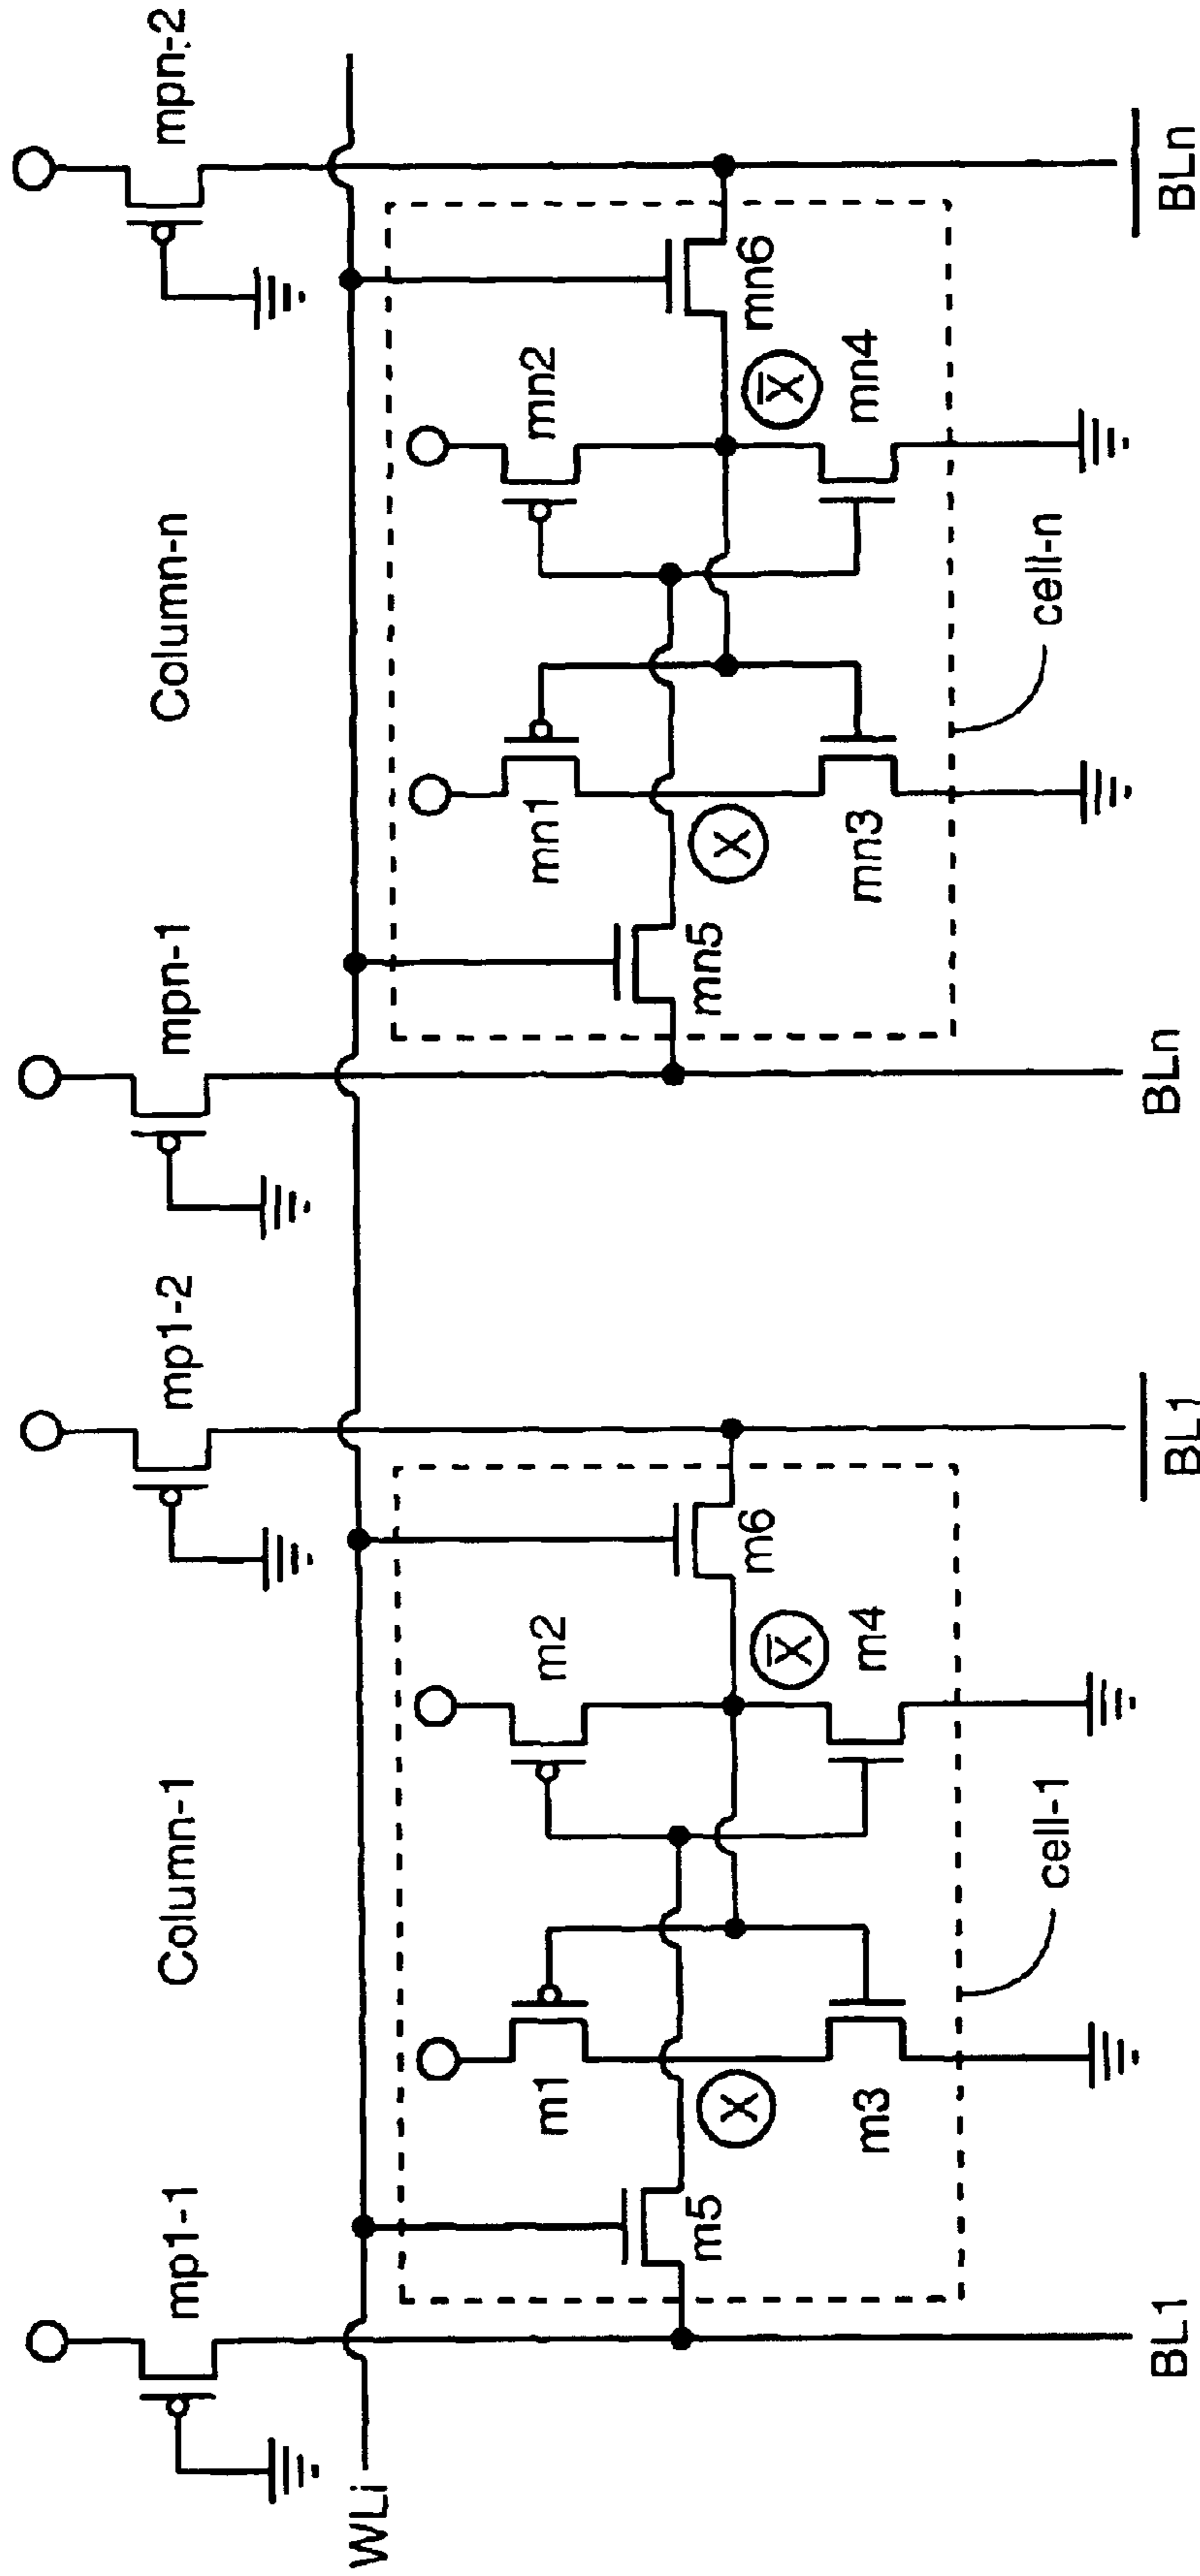 mp1-1
mp1-2
mpn-1
mpn-2
Column-1
Column-n
WLi
m1
m2
mn1
mn2
m5
X
X̅
m6
mn5
X
X̅
mn6
m3
m4
mn3
mn4
cell-1
cell-n
BL1
B̅L̅1̅
BLn
B̅L̅n̅